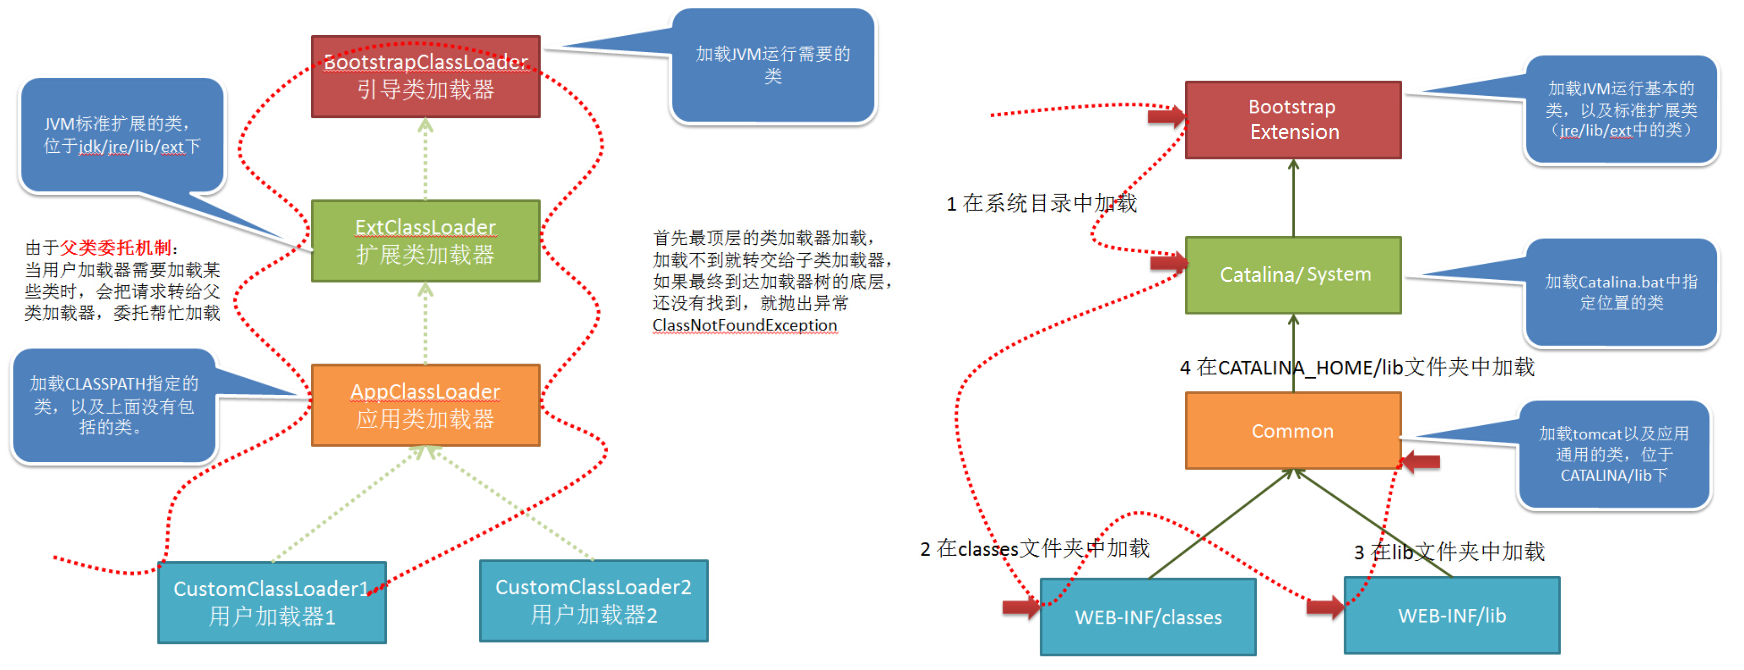 BootstrapClassLoader
引导类加载器
加载JVM运行需要的
类
JVM标准扩展的类，
位于jdk/jre/lib/ext下
ExtClassLoader
扩展类加载器
由于父类委托机制：
当用户加载器需要加载某
些类时，会把请求转给父
类加载器，委托帮忙加载
首先最顶层的类加载器加载，
加载不到就转交给子类加载器，
如果最终到达加载器树的底层，
还没有找到，就抛出异常
ClassNotFoundException
加载CLASSPATH指定的
类，以及上面没有包
括的类。
AppClassLoader
应用类加载器
CustomClassLoader1
用户加载器1
CustomClassLoader2
用户加载器2
Bootstrap
Extension
加载JVM运行基本的
类，以及标准扩展类
（jre/lib/ext中的类）
1 在系统目录中加载
Catalina/System
加载Catalina.bat中指
定位置的类
4 在CATALINA_HOME/lib文件夹中加载
Common
加载tomcat以及应用
通用的类，位于
CATALINA/lib下
2 在classes文件夹中加载
3 在lib文件夹中加载
WEB-INF/classes
WEB-INF/lib